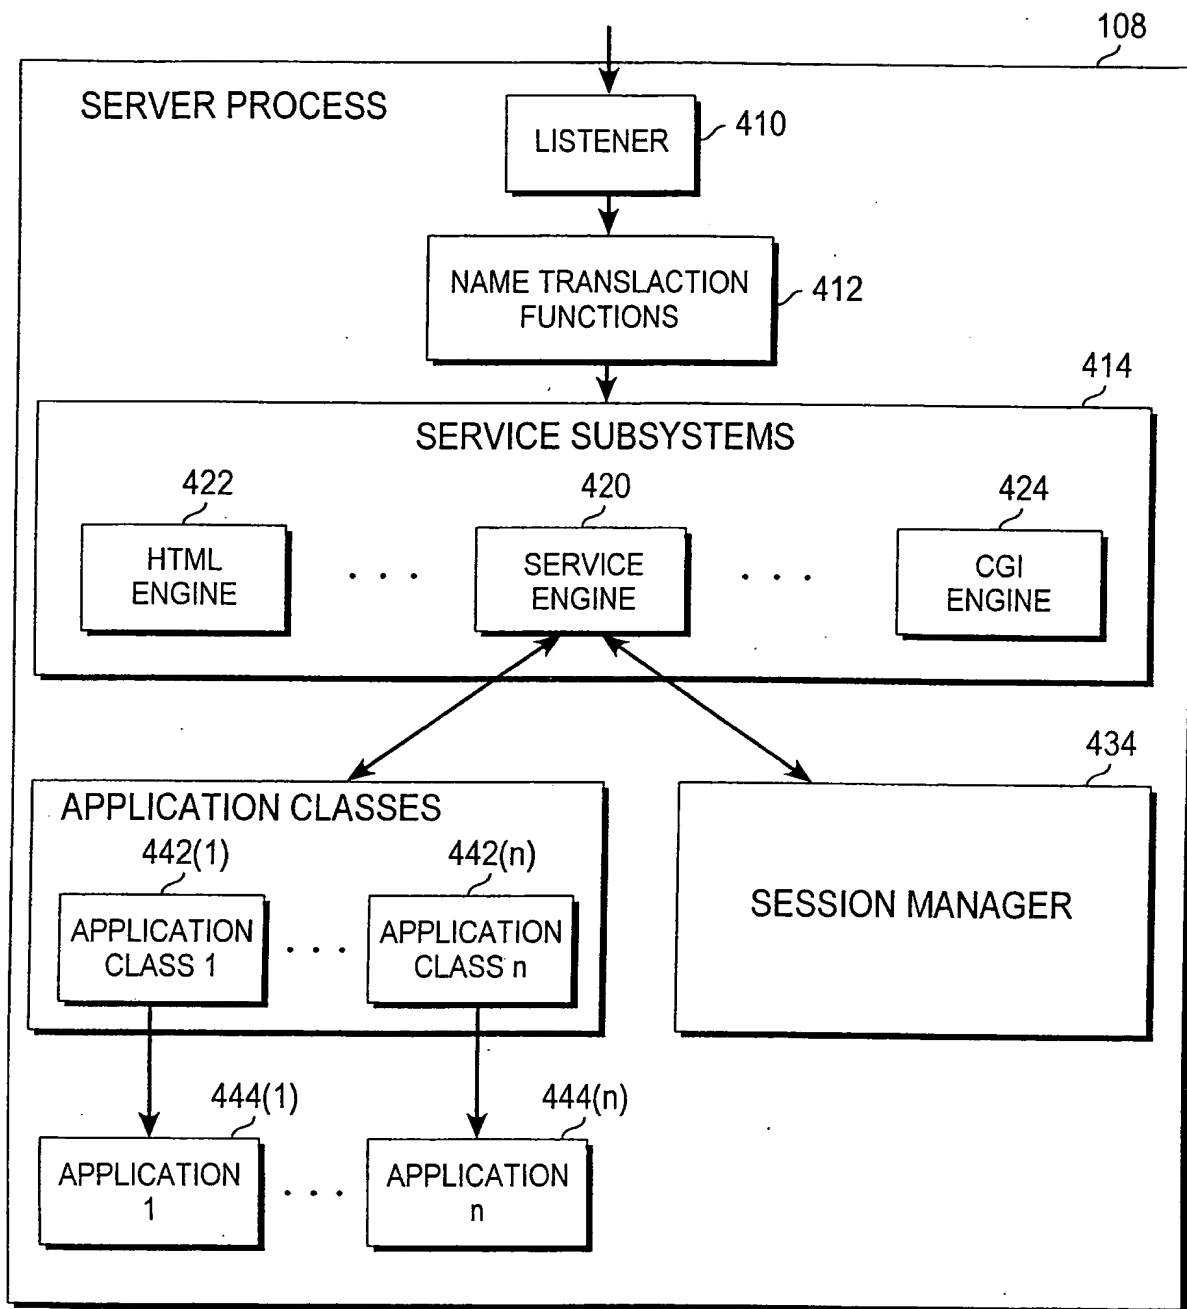 108
SERVER PROCESS
LISTENER
410
NAME TRANSLACTION
FUNCTIONS
412
414
SERVICE SUBSYSTEMS
422
420
424
HTML
ENGINE
. . .
SERVICE
ENGINE
. . .
CGI
ENGINE
434
APPLICATION CLASSES
442(1)
442(n)
APPLICATION
CLASS 1
. . .
APPLICATION
CLASS n
SESSION MANAGER
444(1)
444(n)
APPLICATION
1
. . .
APPLICATION
n